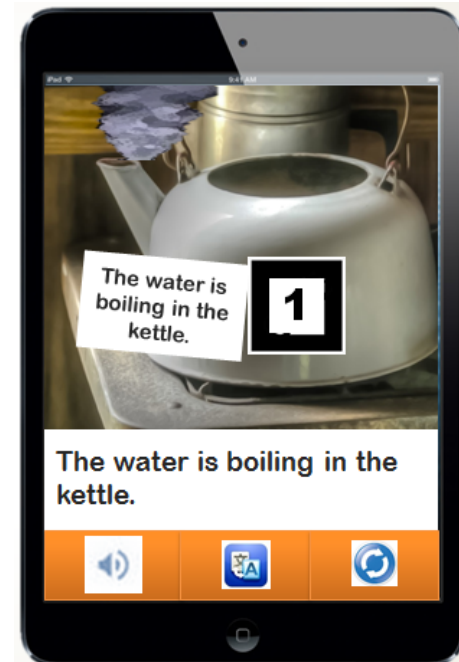 iPad
9:41 AM
The water is
boiling in the
kettle.
1
The water is boiling in the
kettle.
A